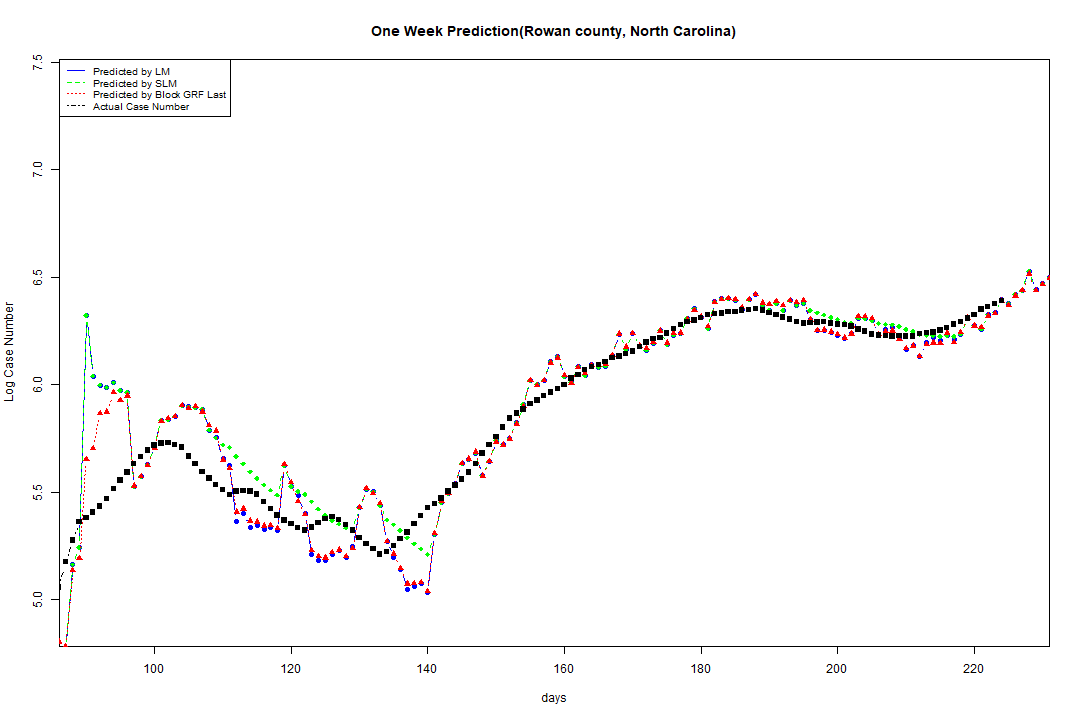 One Week Prediction(Rowan county, North Carolina)
Predicted by LM
Predicted by SLM
Predicted by Block GRF Last
Actual Case Number
Log Case Number
7.5
7.0
6.5
6.0
5.5
5.0
100 120 140 160 180 200 220
days